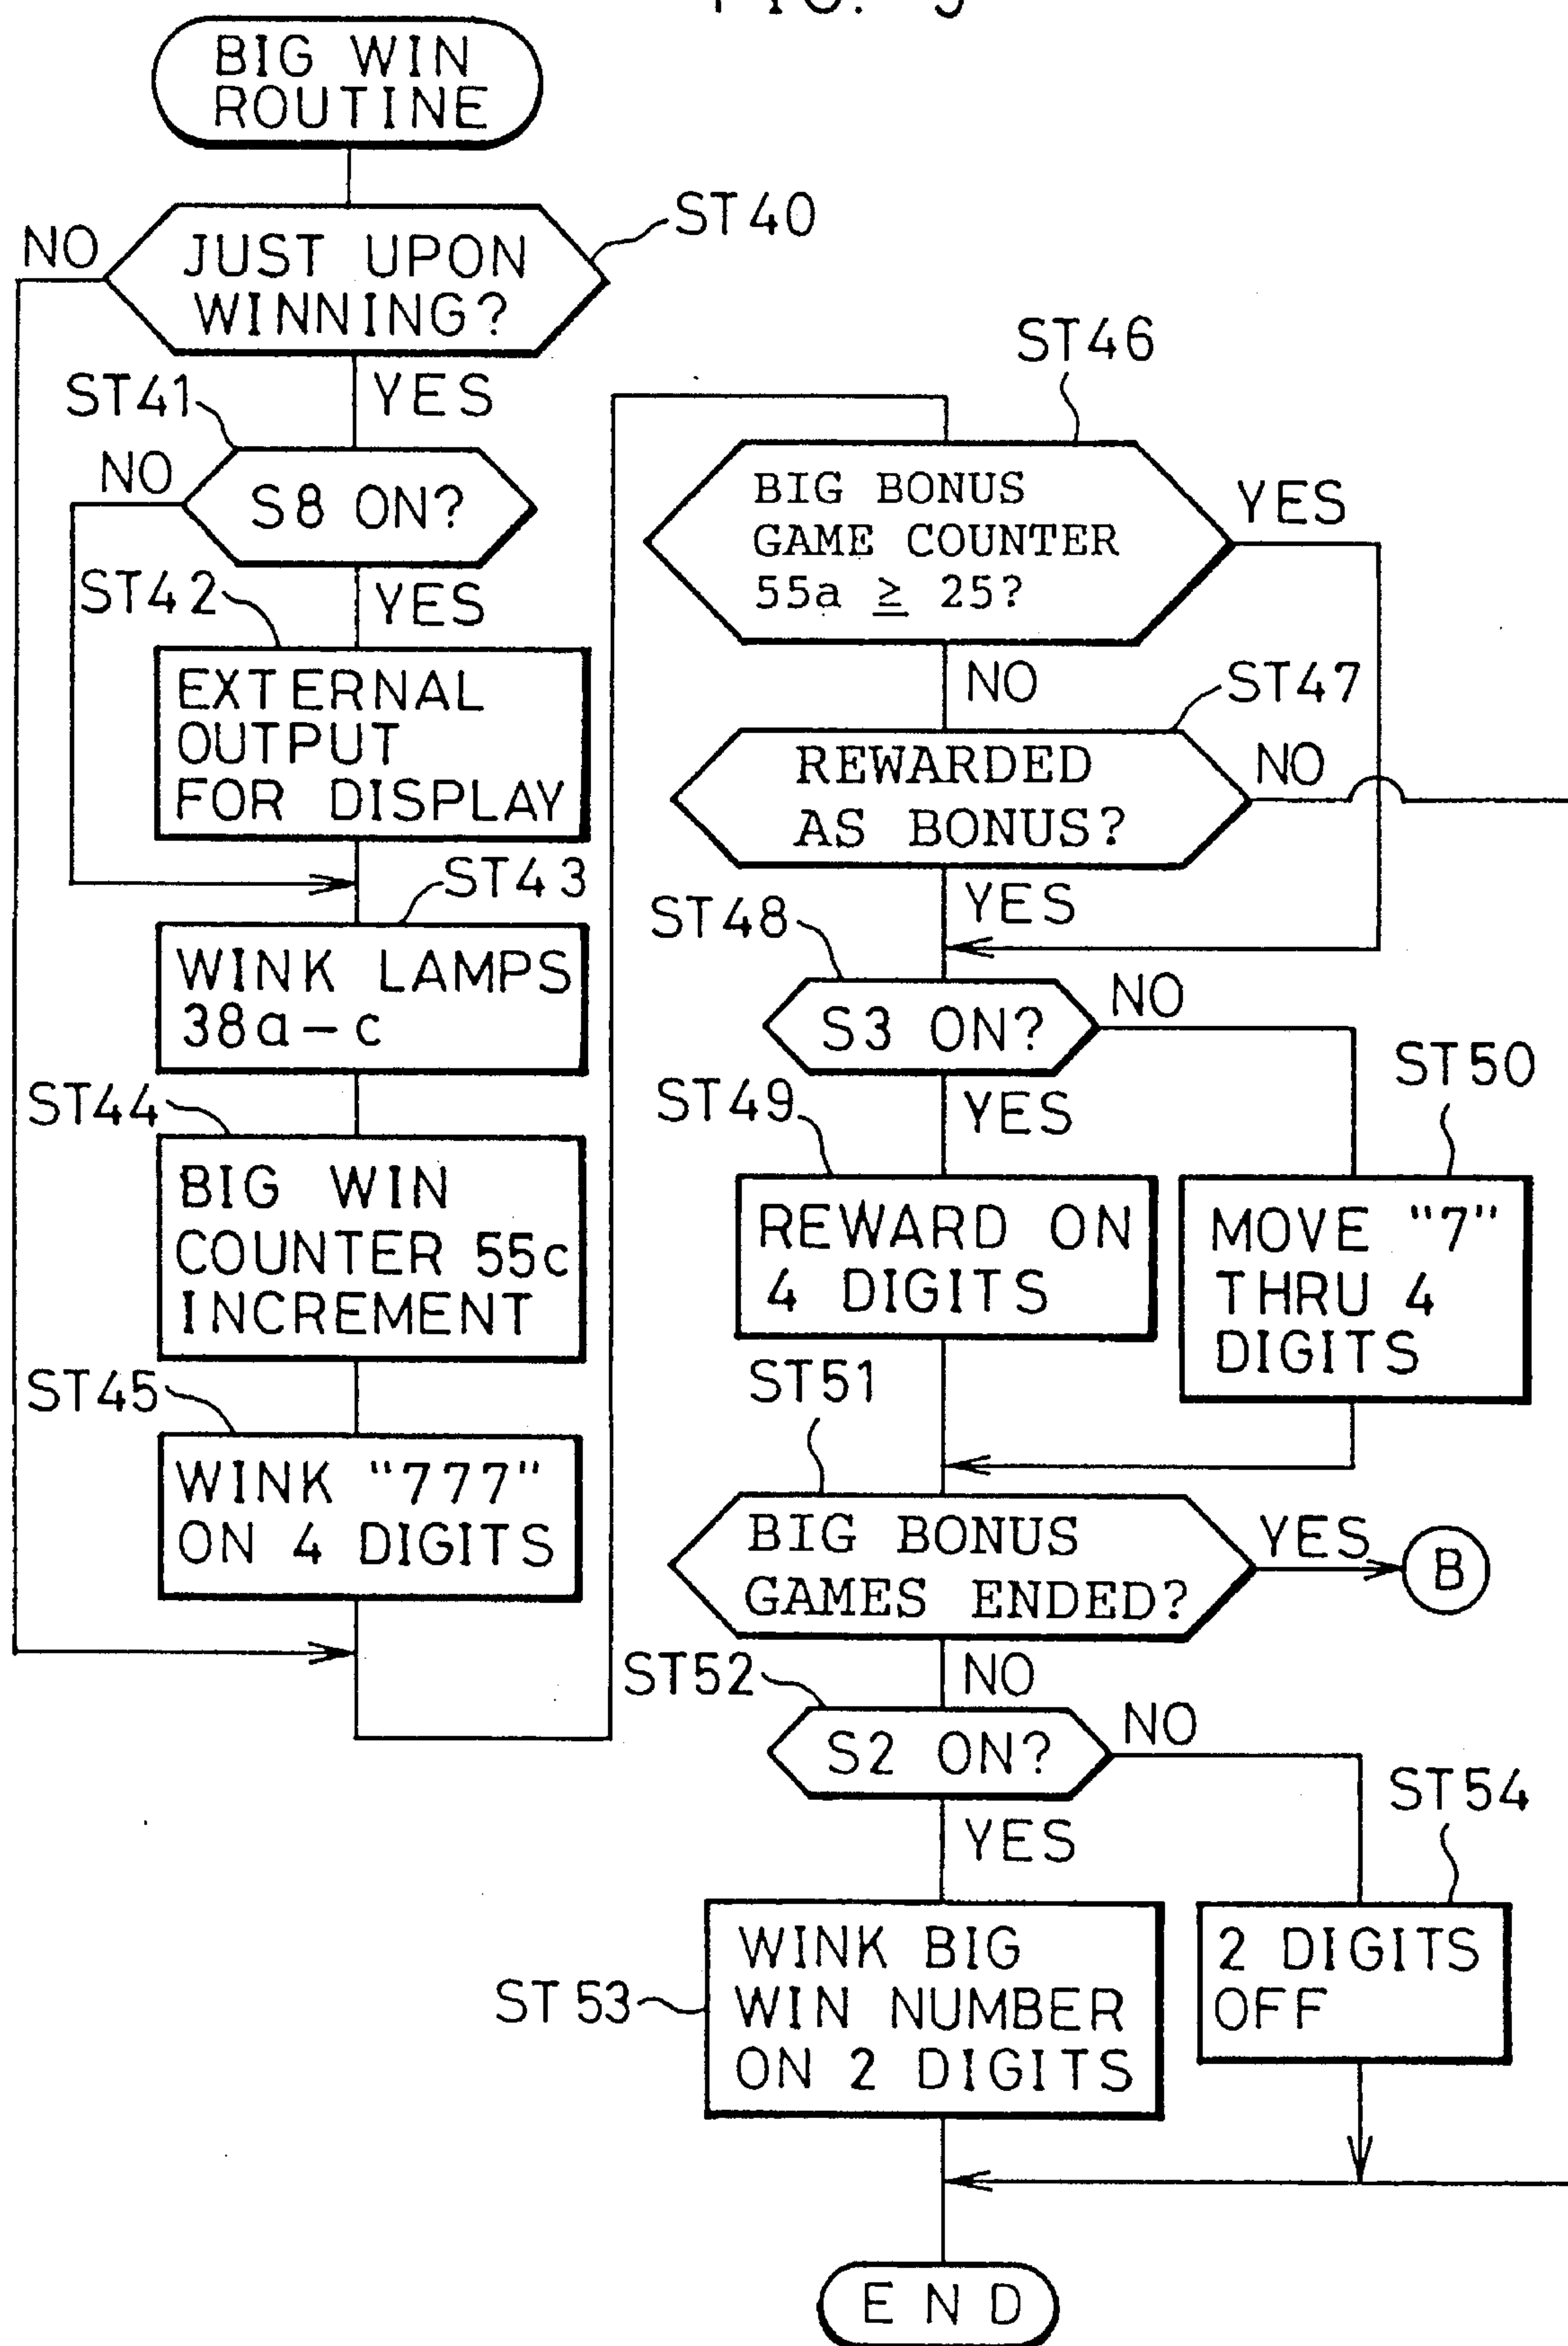 BIG WIN
ROUTINE
ST40
NO
JUST UPON
WINNING?
YES
ST41
NO
S8 ON?
ST42
YES
EXTERNAL
OUTPUT
FOR DISPLAY
ST43
WINK LAMPS
38a-c
ST44
BIG WIN
COUNTER 55c
INCREMENT
ST45
WINK "777"
ON 4 DIGITS
ST46
BIG BONUS
GAME COUNTER
55a ≥ 25?
YES
NO
ST47
REWARDED
AS BONUS?
NO
YES
ST48
S3 ON?
NO
ST49
YES
ST50
REWARD ON
4 DIGITS
MOVE "7"
THRU 4
DIGITS
ST51
BIG BONUS
GAMES ENDED?
YES
B
NO
ST52
S2 ON?
NO
YES
ST54
ST53
WINK BIG
WIN NUMBER
ON 2 DIGITS
2 DIGITS
OFF
END